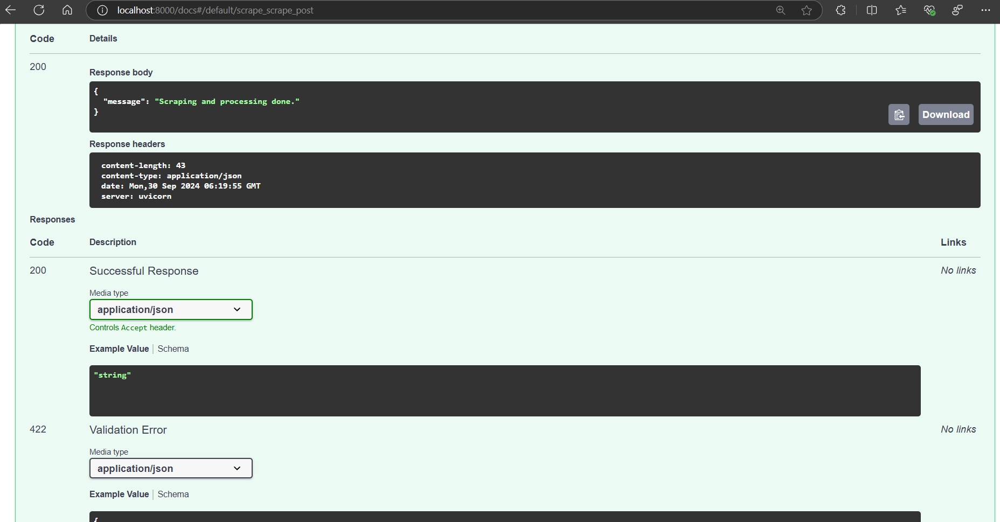 localhost:8000/docs#/default/scrape_scrape_post
Code Details
200
Response body
{
"message": "Scraping and processing done."
}
Download
Response headers
content-length: 43
content-type: application/json
date: Mon,30 Sep 2024 06:19:55 GMT
server: uvicorn
Responses
Code Description Links
200 Successful Response No links
Media type
application/json
Controls Accept header.
Example Value | Schema
"string"
422 Validation Error No links
Media type
application/json
Example Value | Schema
{